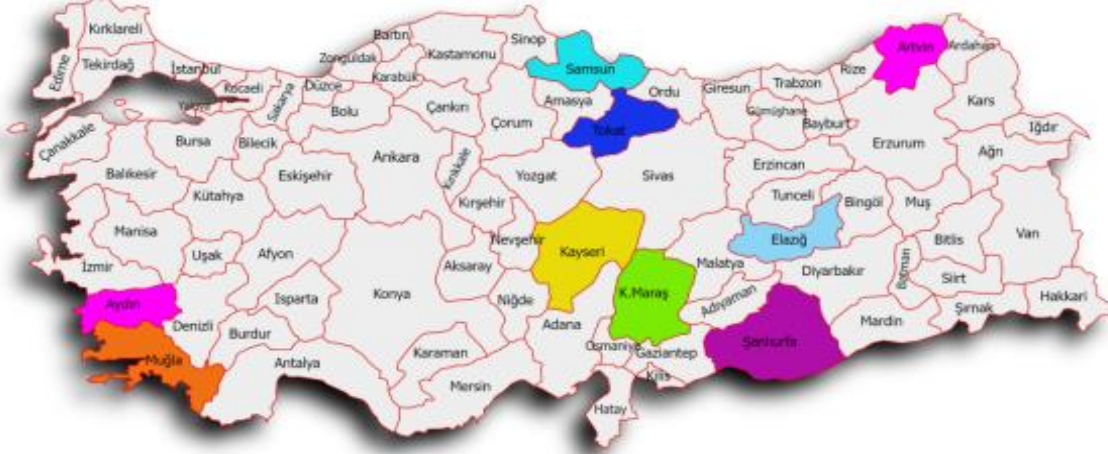 Kırklareli
Edirne
Tekirdağ
İstanbul
Kocaeli
Yalova
Sakarya
Düzce
Zonguldak
Bartın
Karabük
Kastamonu
Sinop
Samsun
Çankırı
Bolu
Çorum
Amasya
Tokat
Ordu
Giresun
Trabzon
Gümüşhane
Bayburt
Rize
Artvin
Ardahan
Kars
Iğdır
Ağrı
Erzurum
Erzincan
Çanakkale
Balıkesir
Bursa
Bilecik
Kütahya
Eskişehir
Ankara
Kırıkkale
Kırşehir
Yozgat
Sivas
Tunceli
Bingöl
Muş
Bitlis
Van
Elazığ
Malatya
Diyarbakır
Batman
Siirt
Şırnak
Hakkari
Mardin
Şanlıurfa
Adıyaman
K.Maraş
Kayseri
Nevşehir
Aksaray
Niğde
Konya
Afyon
Uşak
Manisa
İzmir
Aydın
Denizli
Muğla
Burdur
Isparta
Antalya
Karaman
Mersin
Adana
Osmaniye
Gaziantep
Kilis
Hatay